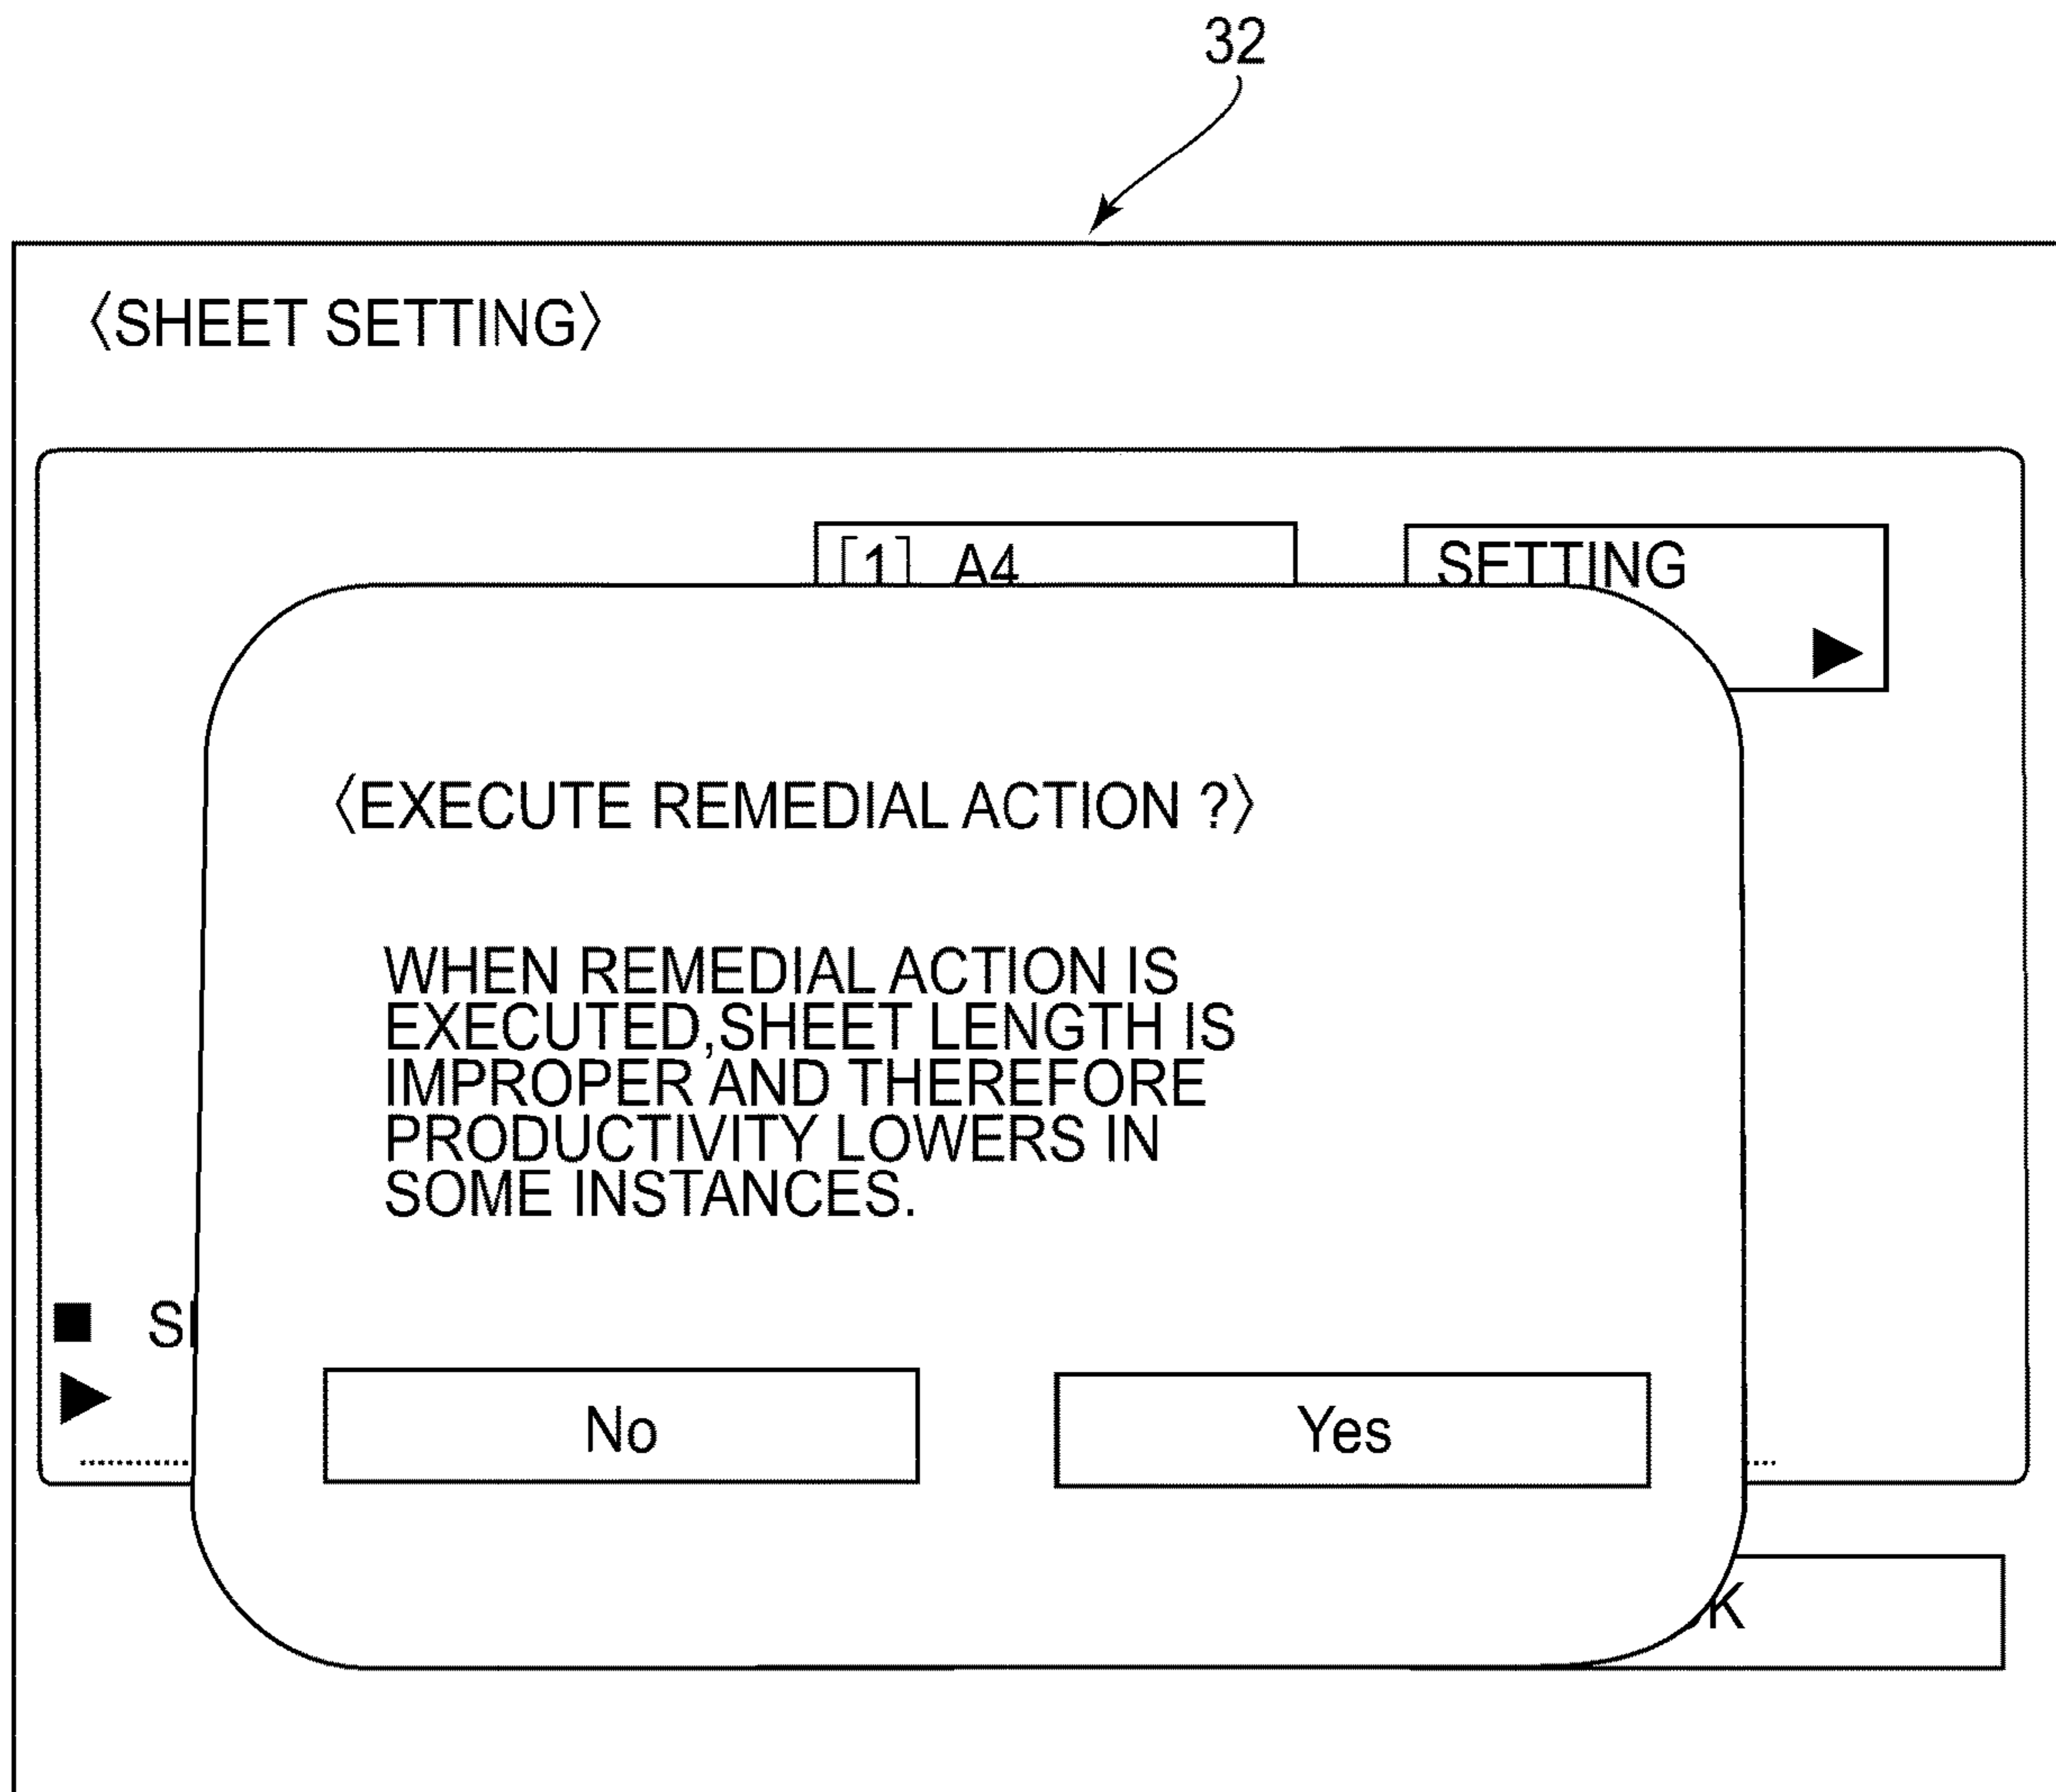 32
〈SHEET SETTING〉
[1] A4
SETTING
〈EXECUTE REMEDIAL ACTION ?〉
WHEN REMEDIAL ACTION IS
EXECUTED,SHEET LENGTH IS
IMPROPER AND THEREFORE
PRODUCTIVITY LOWERS IN
SOME INSTANCES.
No
Yes